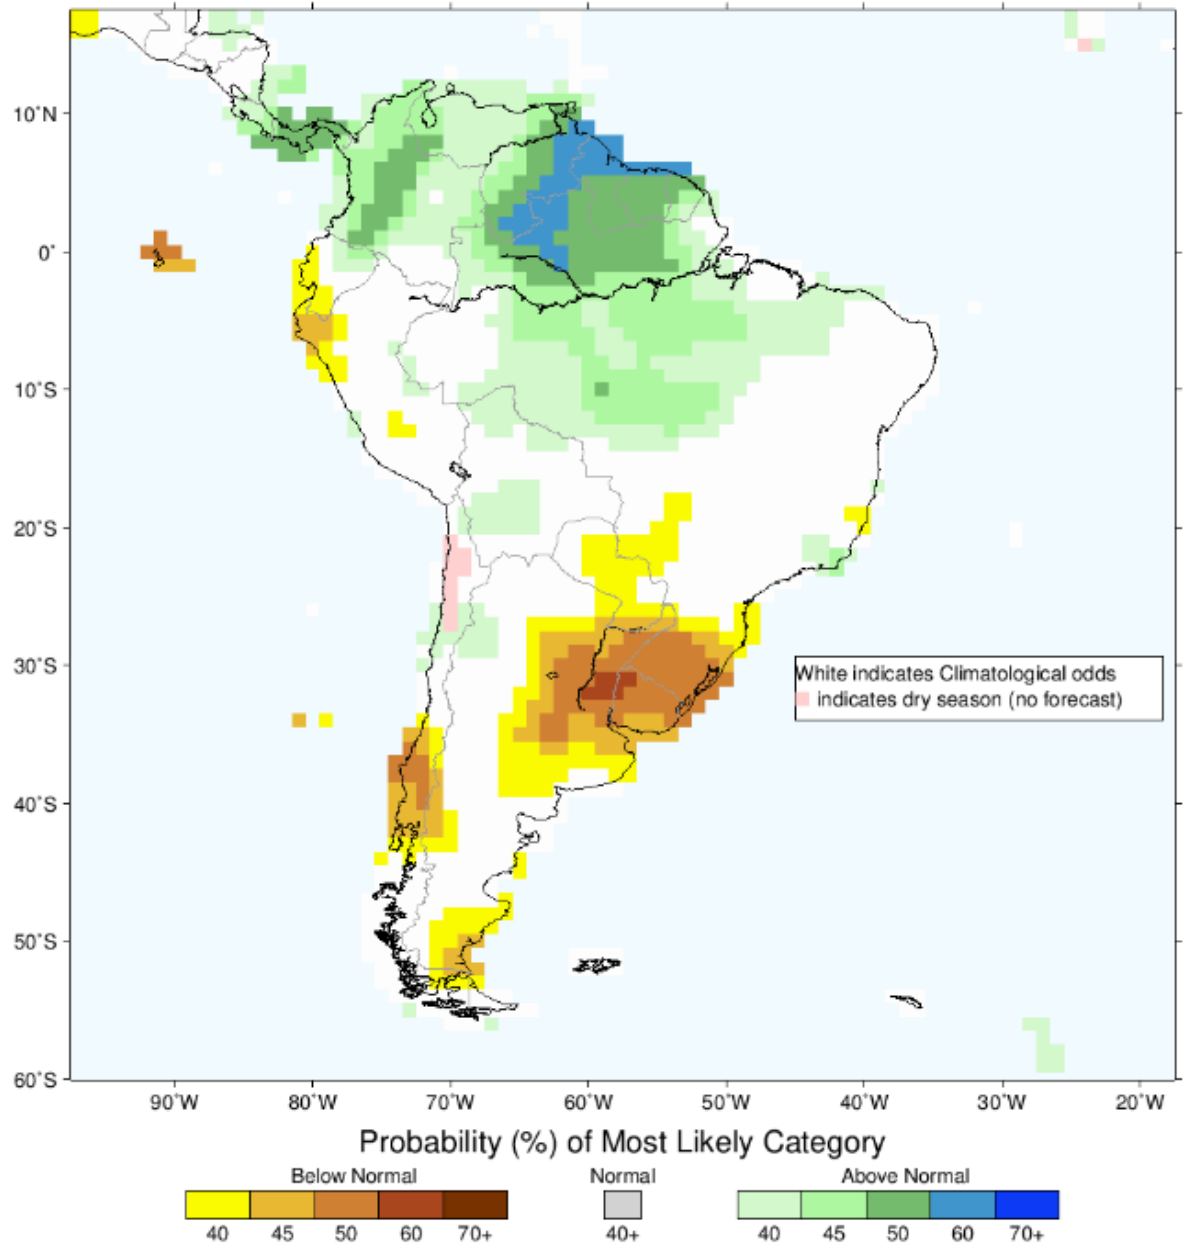 10°N
0°
10°S
20°S
30°S
40°S
50°S
60°S
White indicates Climatological odds
indicates dry season (no forecast)
90°W 80°W 70°W 60°W 50°W 40°W 30°W 20°W
Probability (%) of Most Likely Category
Below Normal Normal Above Normal
40 45 50 60 70+ 40+ 40 45 50 60 70+